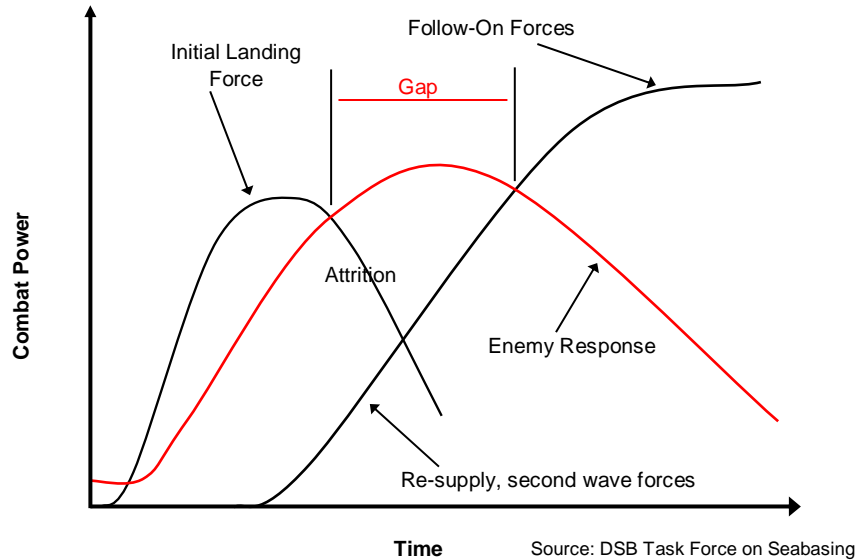 Follow-On Forces
Initial Landing
Force
Gap
Combat Power
Attrition
Enemy Response
Re-supply, second wave forces
Time
Source: DSB Task Force on Seabasing